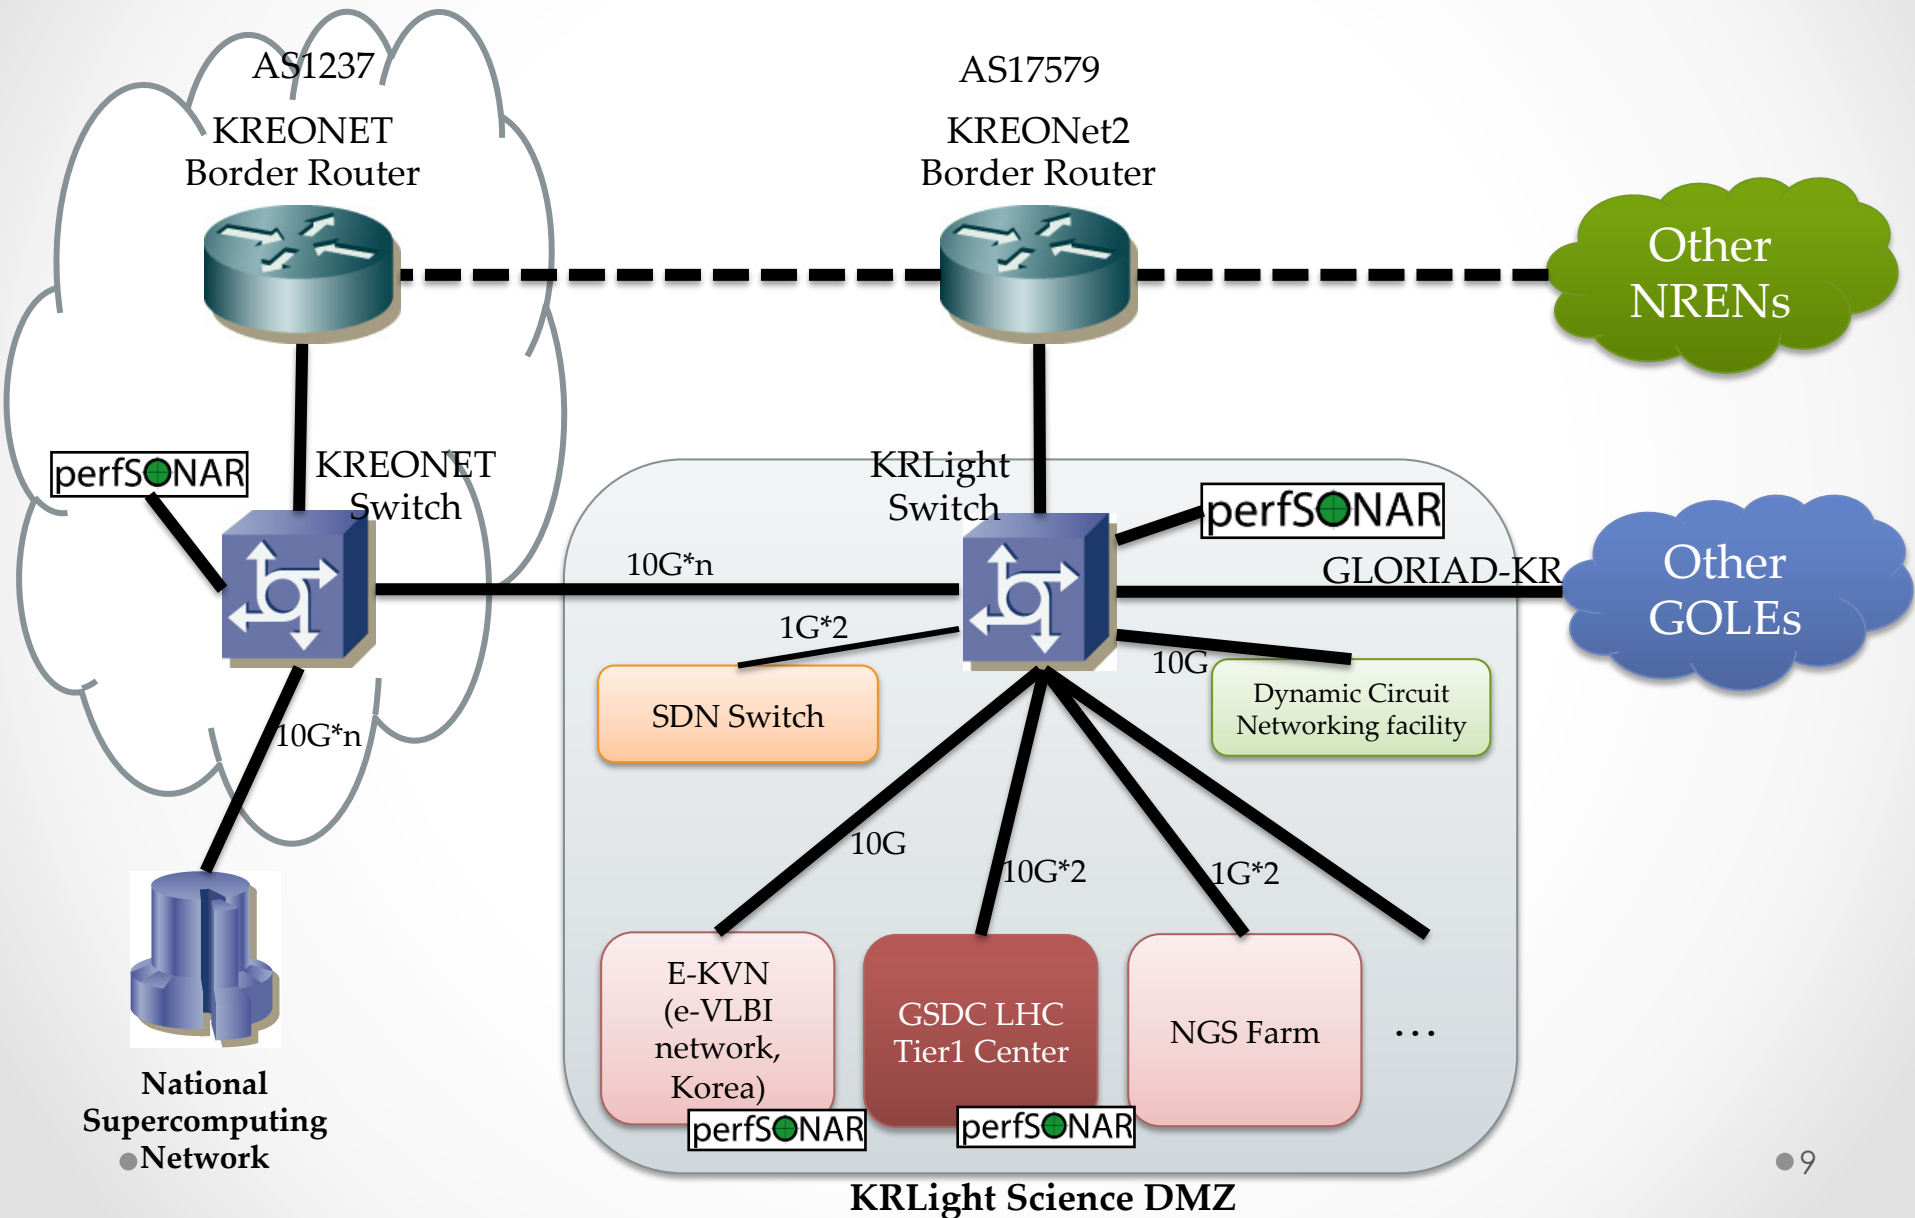 AS1237
KREONET
Border Router
AS17579
KREONet2
Border Router
Other
NRENs
perfSONAR
KREONET
Switch
KRLight
Switch
perfSONAR
10G*n
GLORIAD-KR
Other
GOLEs
1G*2
10G
SDN Switch
Dynamic Circuit
Networking facility
10G*n
10G
10G*2
1G*2
E-KVN
(e-VLBI
network,
Korea)
GSDC LHC
Tier1 Center
NGS Farm
…
perfSONAR
perfSONAR
National
Supercomputing
Network
KRLight Science DMZ
9